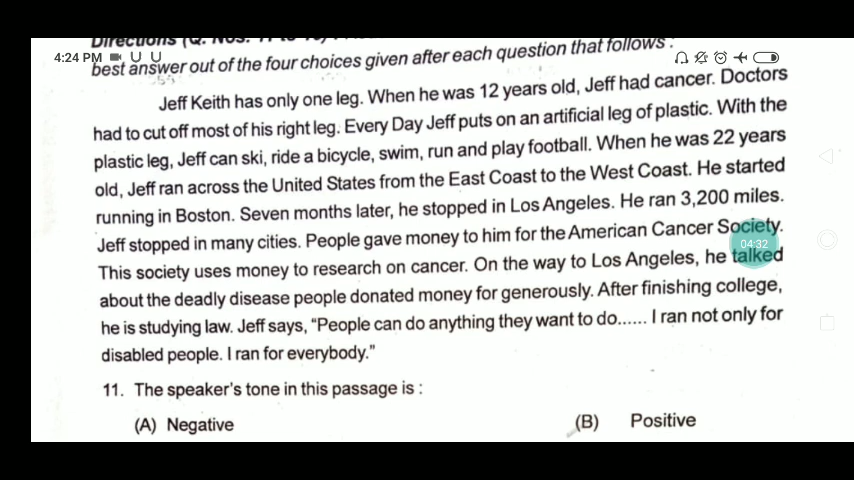 Directions (Q. Nos. 11 to 15)
4:24 PM
best answer out of the four choices given after each question that follows :
Jeff Keith has only one leg. When he was 12 years old, Jeff had cancer. Doctors
had to cut off most of his right leg. Every Day Jeff puts on an artificial leg of plastic. With the
plastic leg, Jeff can ski, ride a bicycle, swim, run and play football. When he was 22 years
old, Jeff ran across the United States from the East Coast to the West Coast. He started
running in Boston. Seven months later, he stopped in Los Angeles. He ran 3,200 miles.
Jeff stopped in many cities. People gave money to him for the American Cancer Society.
04:32
This society uses money to research on cancer. On the way to Los Angeles, he talked
about the deadly disease people donated money for generously. After finishing college,
he is studying law. Jeff says, “People can do anything they want to do...... I ran not only for
disabled people. I ran for everybody.”
11. The speaker's tone in this passage is :
(A) Negative (B) Positive